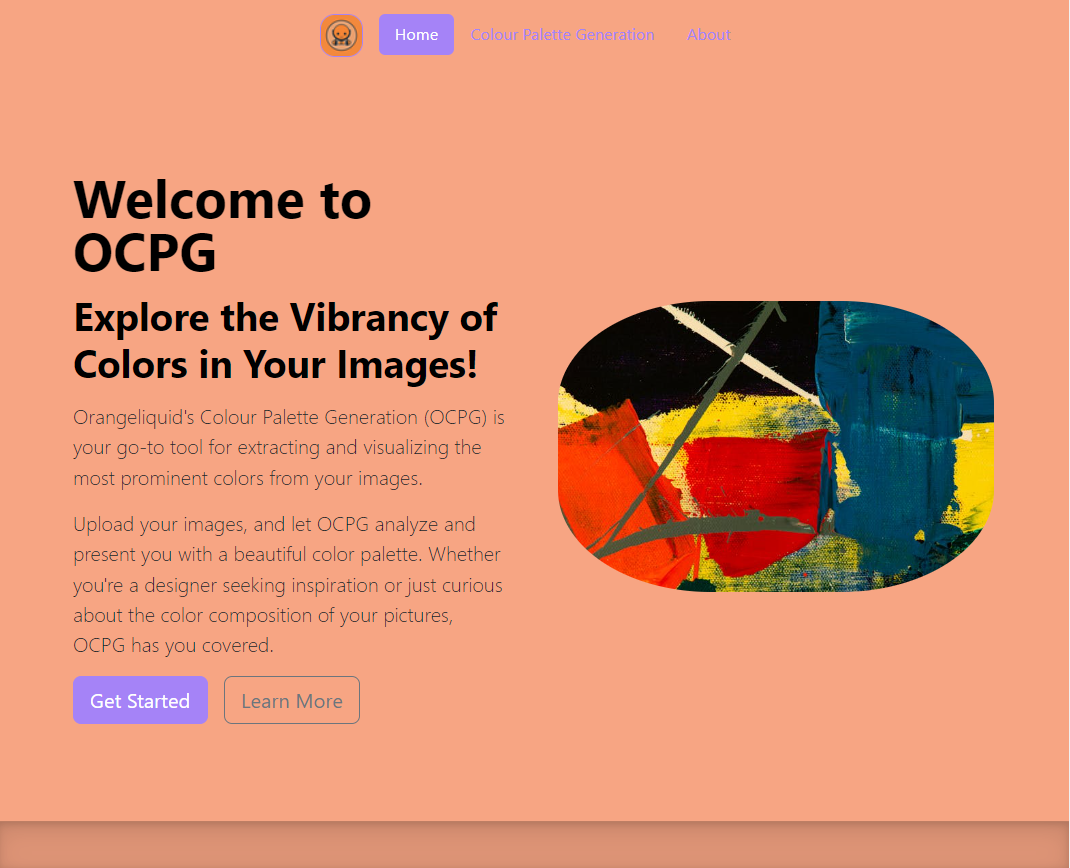 Home Colour Palette Generation About
Welcome to
OCPG
Explore the Vibrancy of
Colors in Your Images!
Orangeliquid's Colour Palette Generation (OCPG) is
your go-to tool for extracting and visualizing the
most prominent colors from your images.
Upload your images, and let OCPG analyze and
present you with a beautiful color palette. Whether
you're a designer seeking inspiration or just curious
about the color composition of your pictures,
OCPG has you covered.
Get Started Learn More